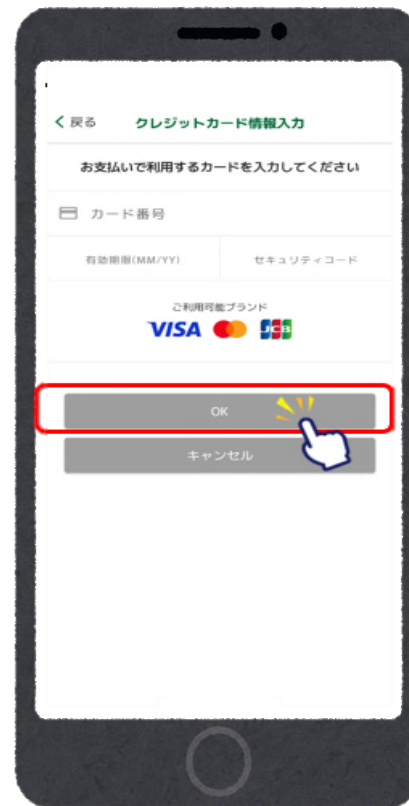 戻る クレジットカード情報入力
お支払いで利用するカードを入力してください
カード番号
有効期限(MM/YY) セキュリティコード
ご利用可能ブランド
VISA JCB
OK
キャンセル